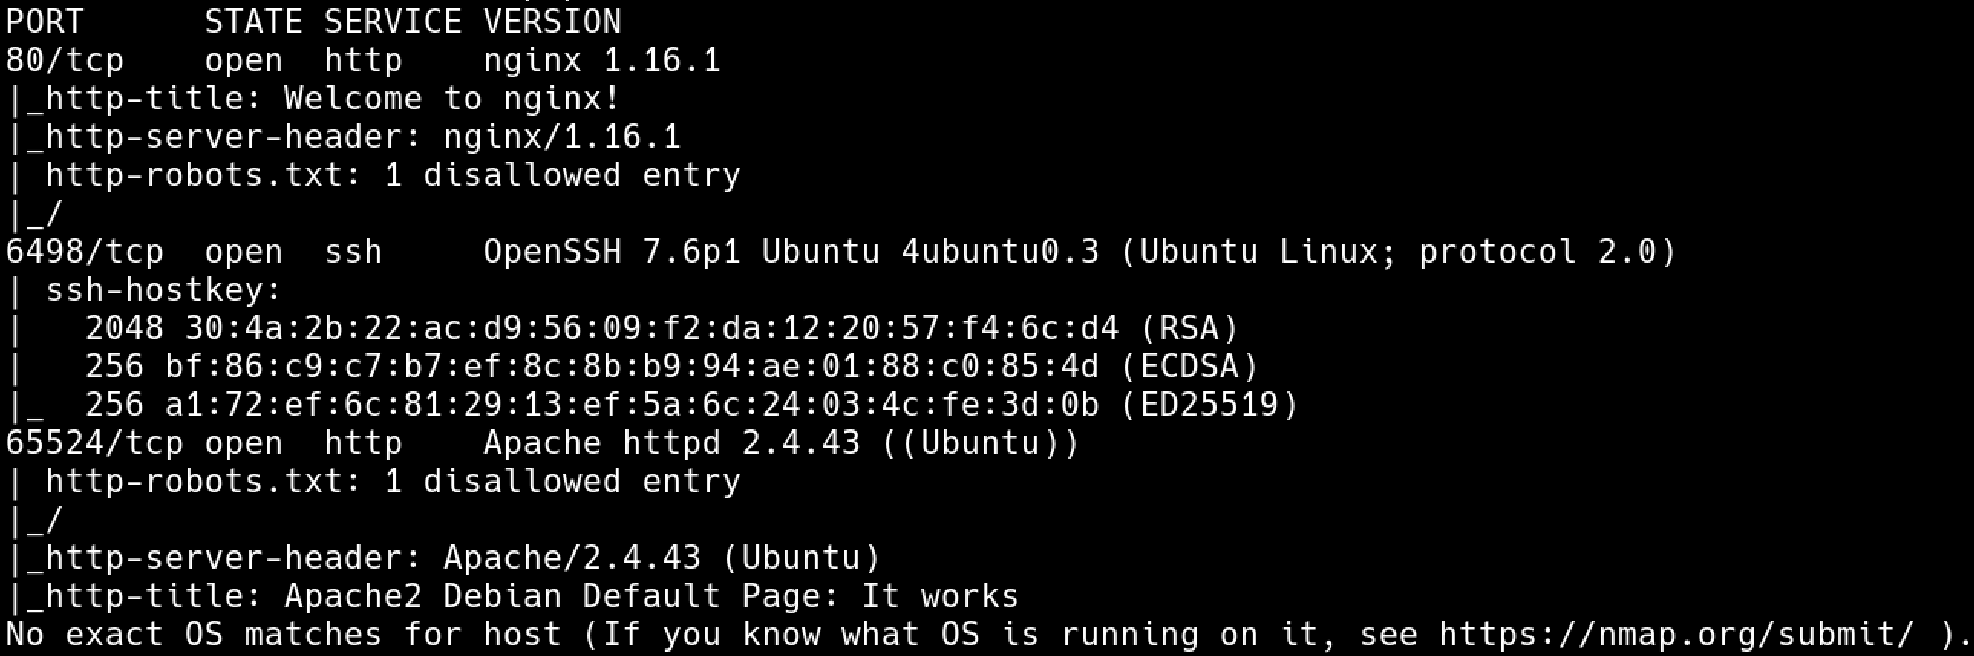 PORT      STATE SERVICE VERSION
80/tcp    open  http    nginx 1.16.1
|_http-title: Welcome to nginx!
|_http-server-header: nginx/1.16.1
| http-robots.txt: 1 disallowed entry
|_/
6498/tcp  open  ssh     OpenSSH 7.6p1 Ubuntu 4ubuntu0.3 (Ubuntu Linux; protocol 2.0)
| ssh-hostkey:
|   2048 30:4a:2b:22:ac:d9:56:09:f2:da:12:20:57:f4:6c:d4 (RSA)
|   256 bf:86:c9:c7:b7:ef:8c:8b:b9:94:ae:01:88:c0:85:4d (ECDSA)
|_  256 a1:72:ef:6c:81:29:13:ef:5a:6c:24:03:4c:fe:3d:0b (ED25519)
65524/tcp open  http    Apache httpd 2.4.43 ((Ubuntu))
| http-robots.txt: 1 disallowed entry
|_/
|_http-server-header: Apache/2.4.43 (Ubuntu)
|_http-title: Apache2 Debian Default Page: It works
No exact OS matches for host (If you know what OS is running on it, see https://nmap.org/submit/ ).